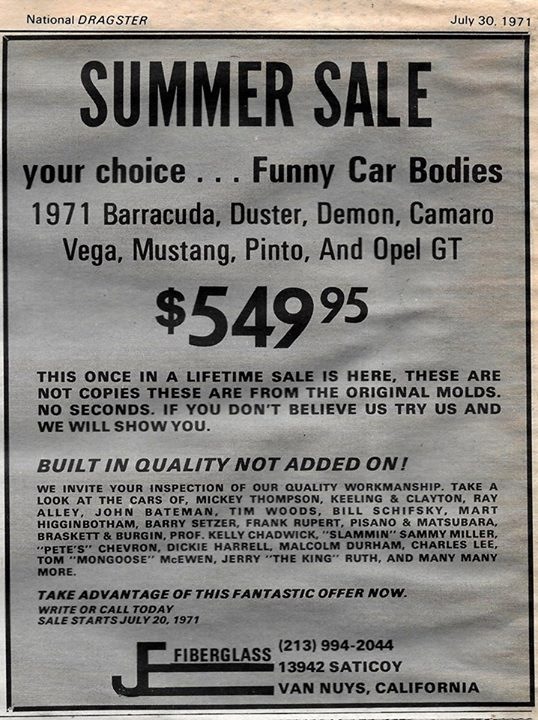 National DRAGSTER July 30, 1971
SUMMER SALE
your choice . . . Funny Car Bodies
1971 Barracuda, Duster, Demon, Camaro
Vega, Mustang, Pinto, And Opel GT
$549 95
THIS ONCE IN A LIFETIME SALE IS HERE, THESE ARE
NOT COPIES THESE ARE FROM THE ORIGINAL MOLDS.
NO SECONDS. IF YOU DON'T BELIEVE US TRY US AND
WE WILL SHOW YOU.
BUILT IN QUALITY NOT ADDED ON!
WE INVITE YOUR INSPECTION OF OUR QUALITY WORKMANSHIP. TAKE A
LOOK AT THE CARS OF, MICKEY THOMPSON, KEELING & CLAYTON, RAY
ALLEY, JOHN BATEMAN, TIM WOODS, BILL SCHIFSKY, MART
HIGGINBOTHAM, BARRY SETZER, FRANK RUPERT, PISANO & MATSUBARA,
BRASKETT & BURGIN, PROF. KELLY CHADWICK, "SLAMMIN" SAMMY MILLER,
"PETE'S" CHEVRON, DICKIE HARRELL, MALCOLM DURHAM, CHARLES LEE,
TOM "MONGOOSE" McEWEN, JERRY "THE KING" RUTH, AND MANY MANY
MORE.
TAKE ADVANTAGE OF THIS FANTASTIC OFFER NOW.
WRITE OR CALL TODAY
SALE STARTS JULY 20, 1971
JF FIBERGLASS (213) 994-2044
13942 SATICOY
VAN NUYS, CALIFORNIA